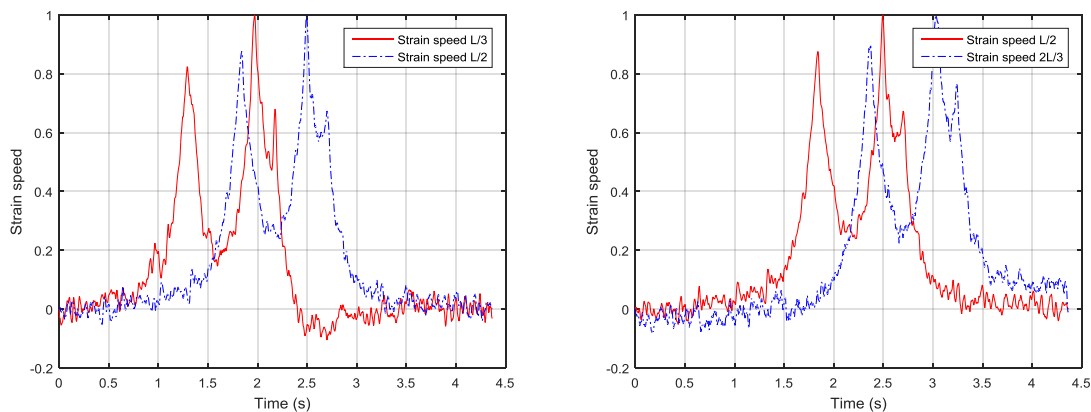 Strain speed
1
0.8
0.6
0.4
0.2
0
-0.2
Strain speed L/3
Strain speed L/2
0 0.5 1 1.5 2 2.5 3 3.5 4 4.5
Time (s)
Strain speed
1
0.8
0.6
0.4
0.2
0
-0.2
Strain speed L/2
Strain speed 2L/3
0 0.5 1 1.5 2 2.5 3 3.5 4 4.5
Time (s)